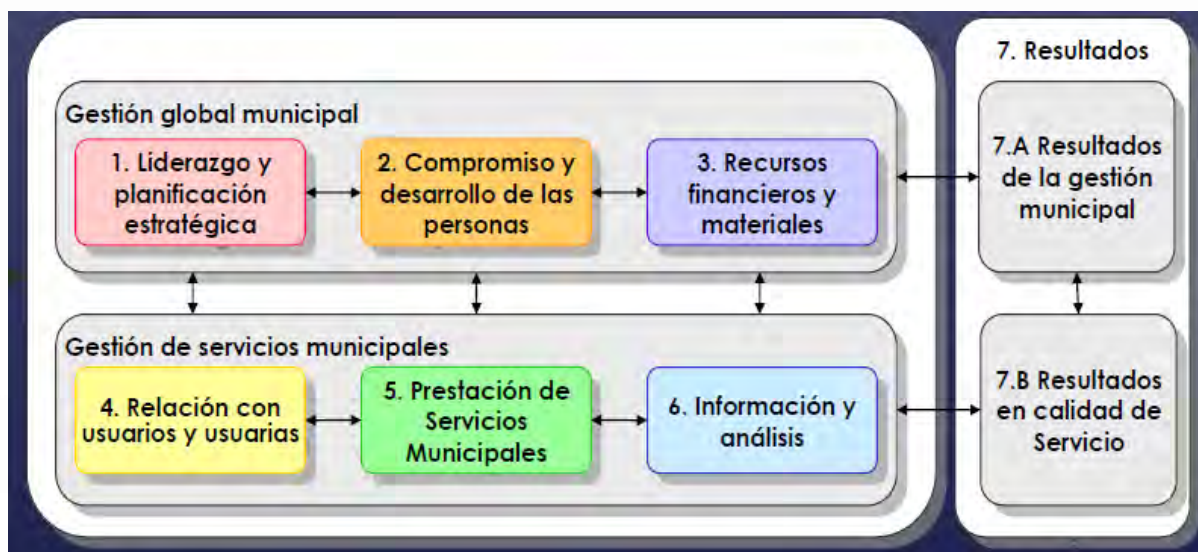 Gestión global municipal
1. Liderazgo y
planificación
estratégica
2. Compromiso y
desarrollo de las
personas
3. Recursos
financieros y
materiales
Gestión de servicios municipales
4. Relación con
usuarios y usuarias
5. Prestación de
Servicios
Municipales
6. Información y
análisis
7. Resultados
7.A Resultados
de la gestión
municipal
7.B Resultados
en calidad de
Servicio